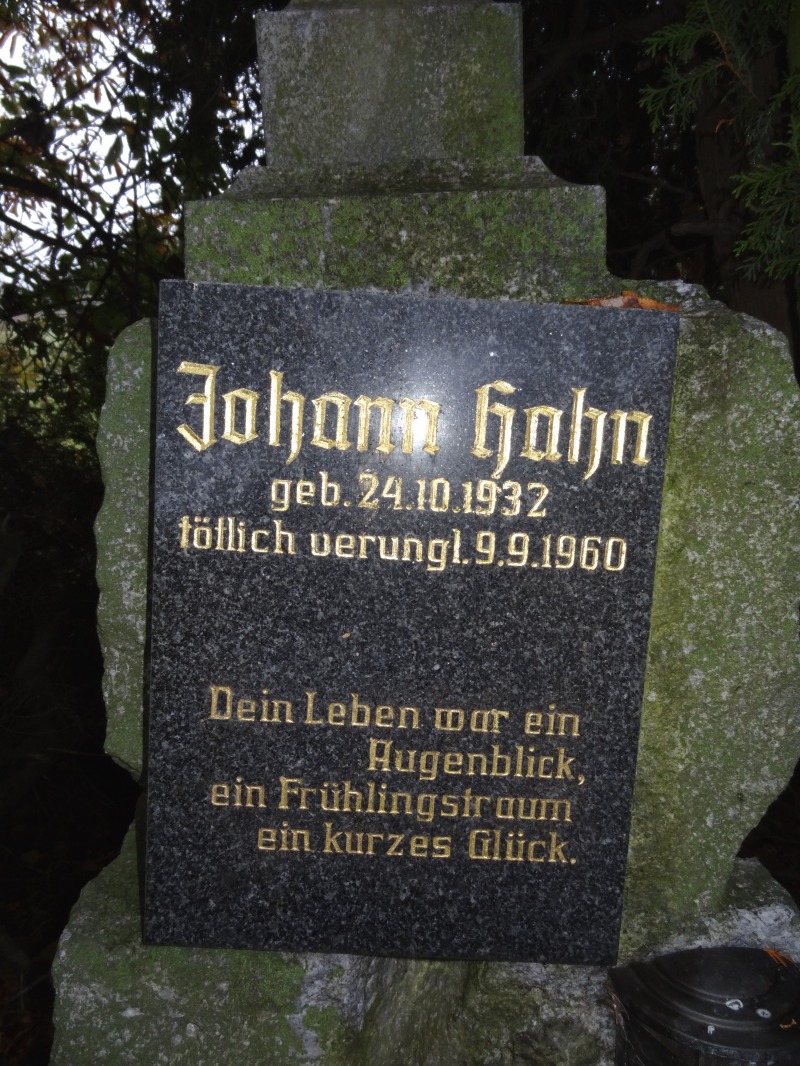 Johann Hahn
geb. 24.10.1932
tötlich verungl. 9.9.1960
Dein Leben war ein
Augenblick,
ein Frühlingstraum
ein kurzes Glück.